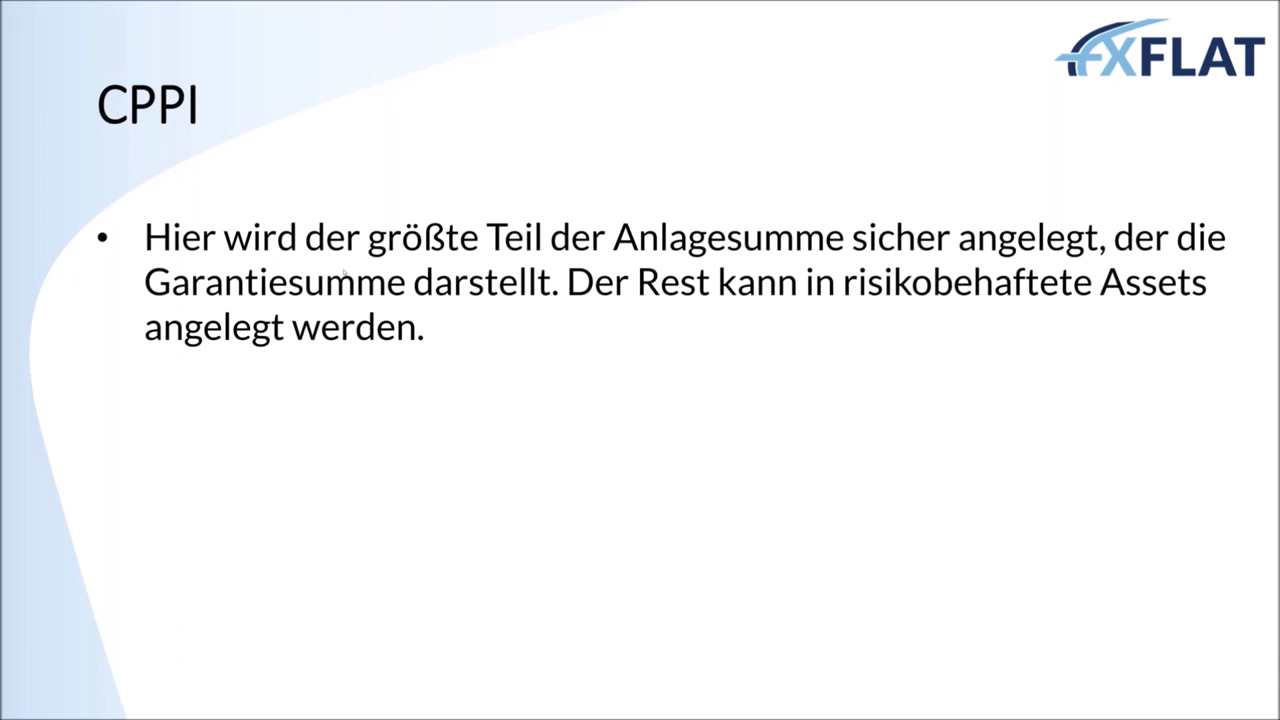 FXFLAT
CPPI
• Hier wird der größte Teil der Anlagesumme sicher angelegt, der die
Garantiesumme darstellt. Der Rest kann in risikobehaftete Assets
angelegt werden.